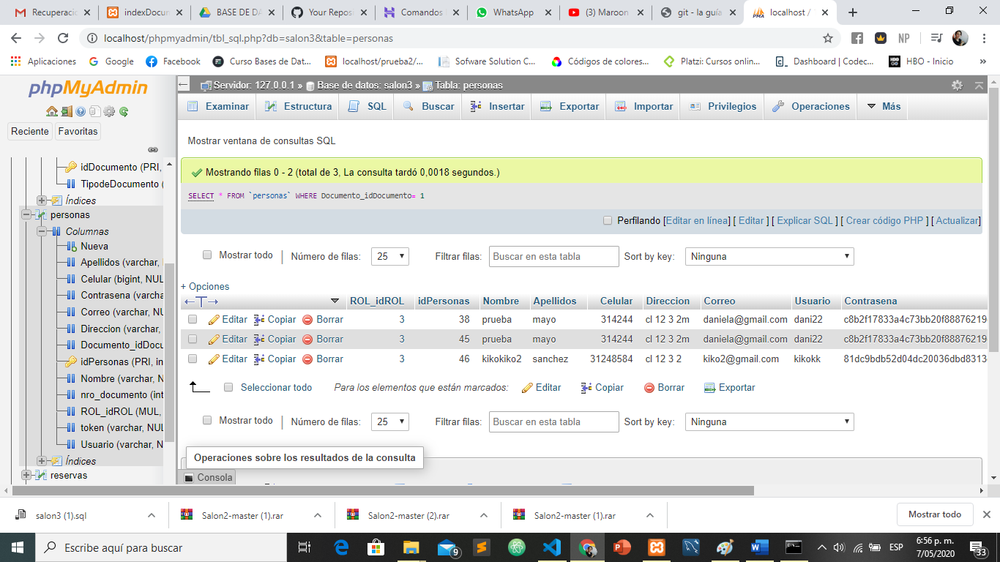 Recuperació
indexDocum
BASE DE DA
Your Repos
Comandos
WhatsApp
(3) Maroon
git - la guía
localhost /
localhost/phpmyadmin/tbl_sql.php?db=salon3&table=personas
NP
Aplicaciones
Google
Facebook
Curso Bases de Dat...
localhost/prueba2/...
Sofware Solution C...
Códigos de colores...
Platzi: Cursos onlin...
Dashboard | Codec...
HBO - Inicio
phpMyAdmin
Reciente
Favoritas
idDocumento (PRI,
TipodeDocumento (
Índices
personas
Columnas
Nueva
Apellidos (varchar,
Celular (bigint, NUL
Contrasena (varcha
Correo (varchar, NU
Direccion (varchar,
Documento_idDocu
idPersonas (PRI, in
Nombre (varchar, N
nro_documento (int
ROL_idROL (MUL,
token (varchar, NUL
Usuario (varchar, N
Índices
reservas
Servidor: 127.0.0.1 » Base de datos: salon3 » Tabla: personas
Examinar
Estructura
SQL
Buscar
Insertar
Exportar
Importar
Privilegios
Operaciones
Más
Mostrar ventana de consultas SQL
Mostrando filas 0 - 2 (total de 3, La consulta tardó 0,0018 segundos.)
SELECT * FROM `personas` WHERE Documento_idDocumento= 1
Perfilando [Editar en línea] [ Editar ] [ Explicar SQL ] [ Crear código PHP ] [ Actualizar]
Mostrar todo | Número de filas: 25 Filtrar filas: Buscar en esta tabla Sort by key: Ninguna
+ Opciones
←T→ ROL_idROL idPersonas Nombre Apellidos Celular Direccion Correo Usuario Contrasena
Editar Copiar Borrar 3 38 prueba mayo 314244 cl 12 3 2m daniela@gmail.com dani22 c8b2f17833a4c73bb20f88876219
Editar Copiar Borrar 3 45 prueba mayo 314244 cl 12 3 2m daniela@gmail.com dani22 c8b2f17833a4c73bb20f88876219
Editar Copiar Borrar 3 46 kikokiko2 sanchez 31248584 cl 12 3 2 kiko2@gmail.com kikokk 81dc9bdb52d04dc20036dbd8313
Seleccionar todo Para los elementos que están marcados: Editar Copiar Borrar Exportar
Mostrar todo | Número de filas: 25 Filtrar filas: Buscar en esta tabla Sort by key: Ninguna
Operaciones sobre los resultados de la consulta
Consola
salon3 (1).sql
Salon2-master (1).rar
Salon2-master (2).rar
Salon2-master (1).rar
Mostrar todo
Escribe aquí para buscar
9
ESP
6:56 p. m.
7/05/2020
33